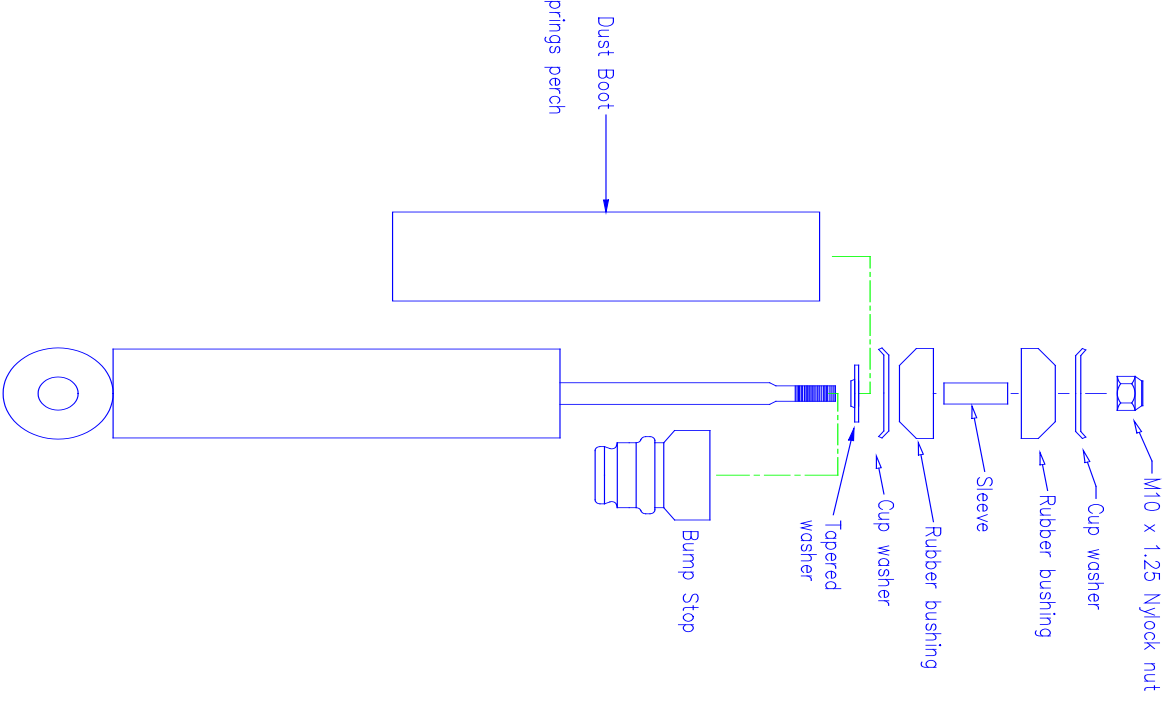 M10 x 1.25 Nylock nut
Cup washer
Rubber bushing
Sleeve
Rubber bushing
Cup washer
Tapered
washer
Bump Stop
Dust Boot
prings perch